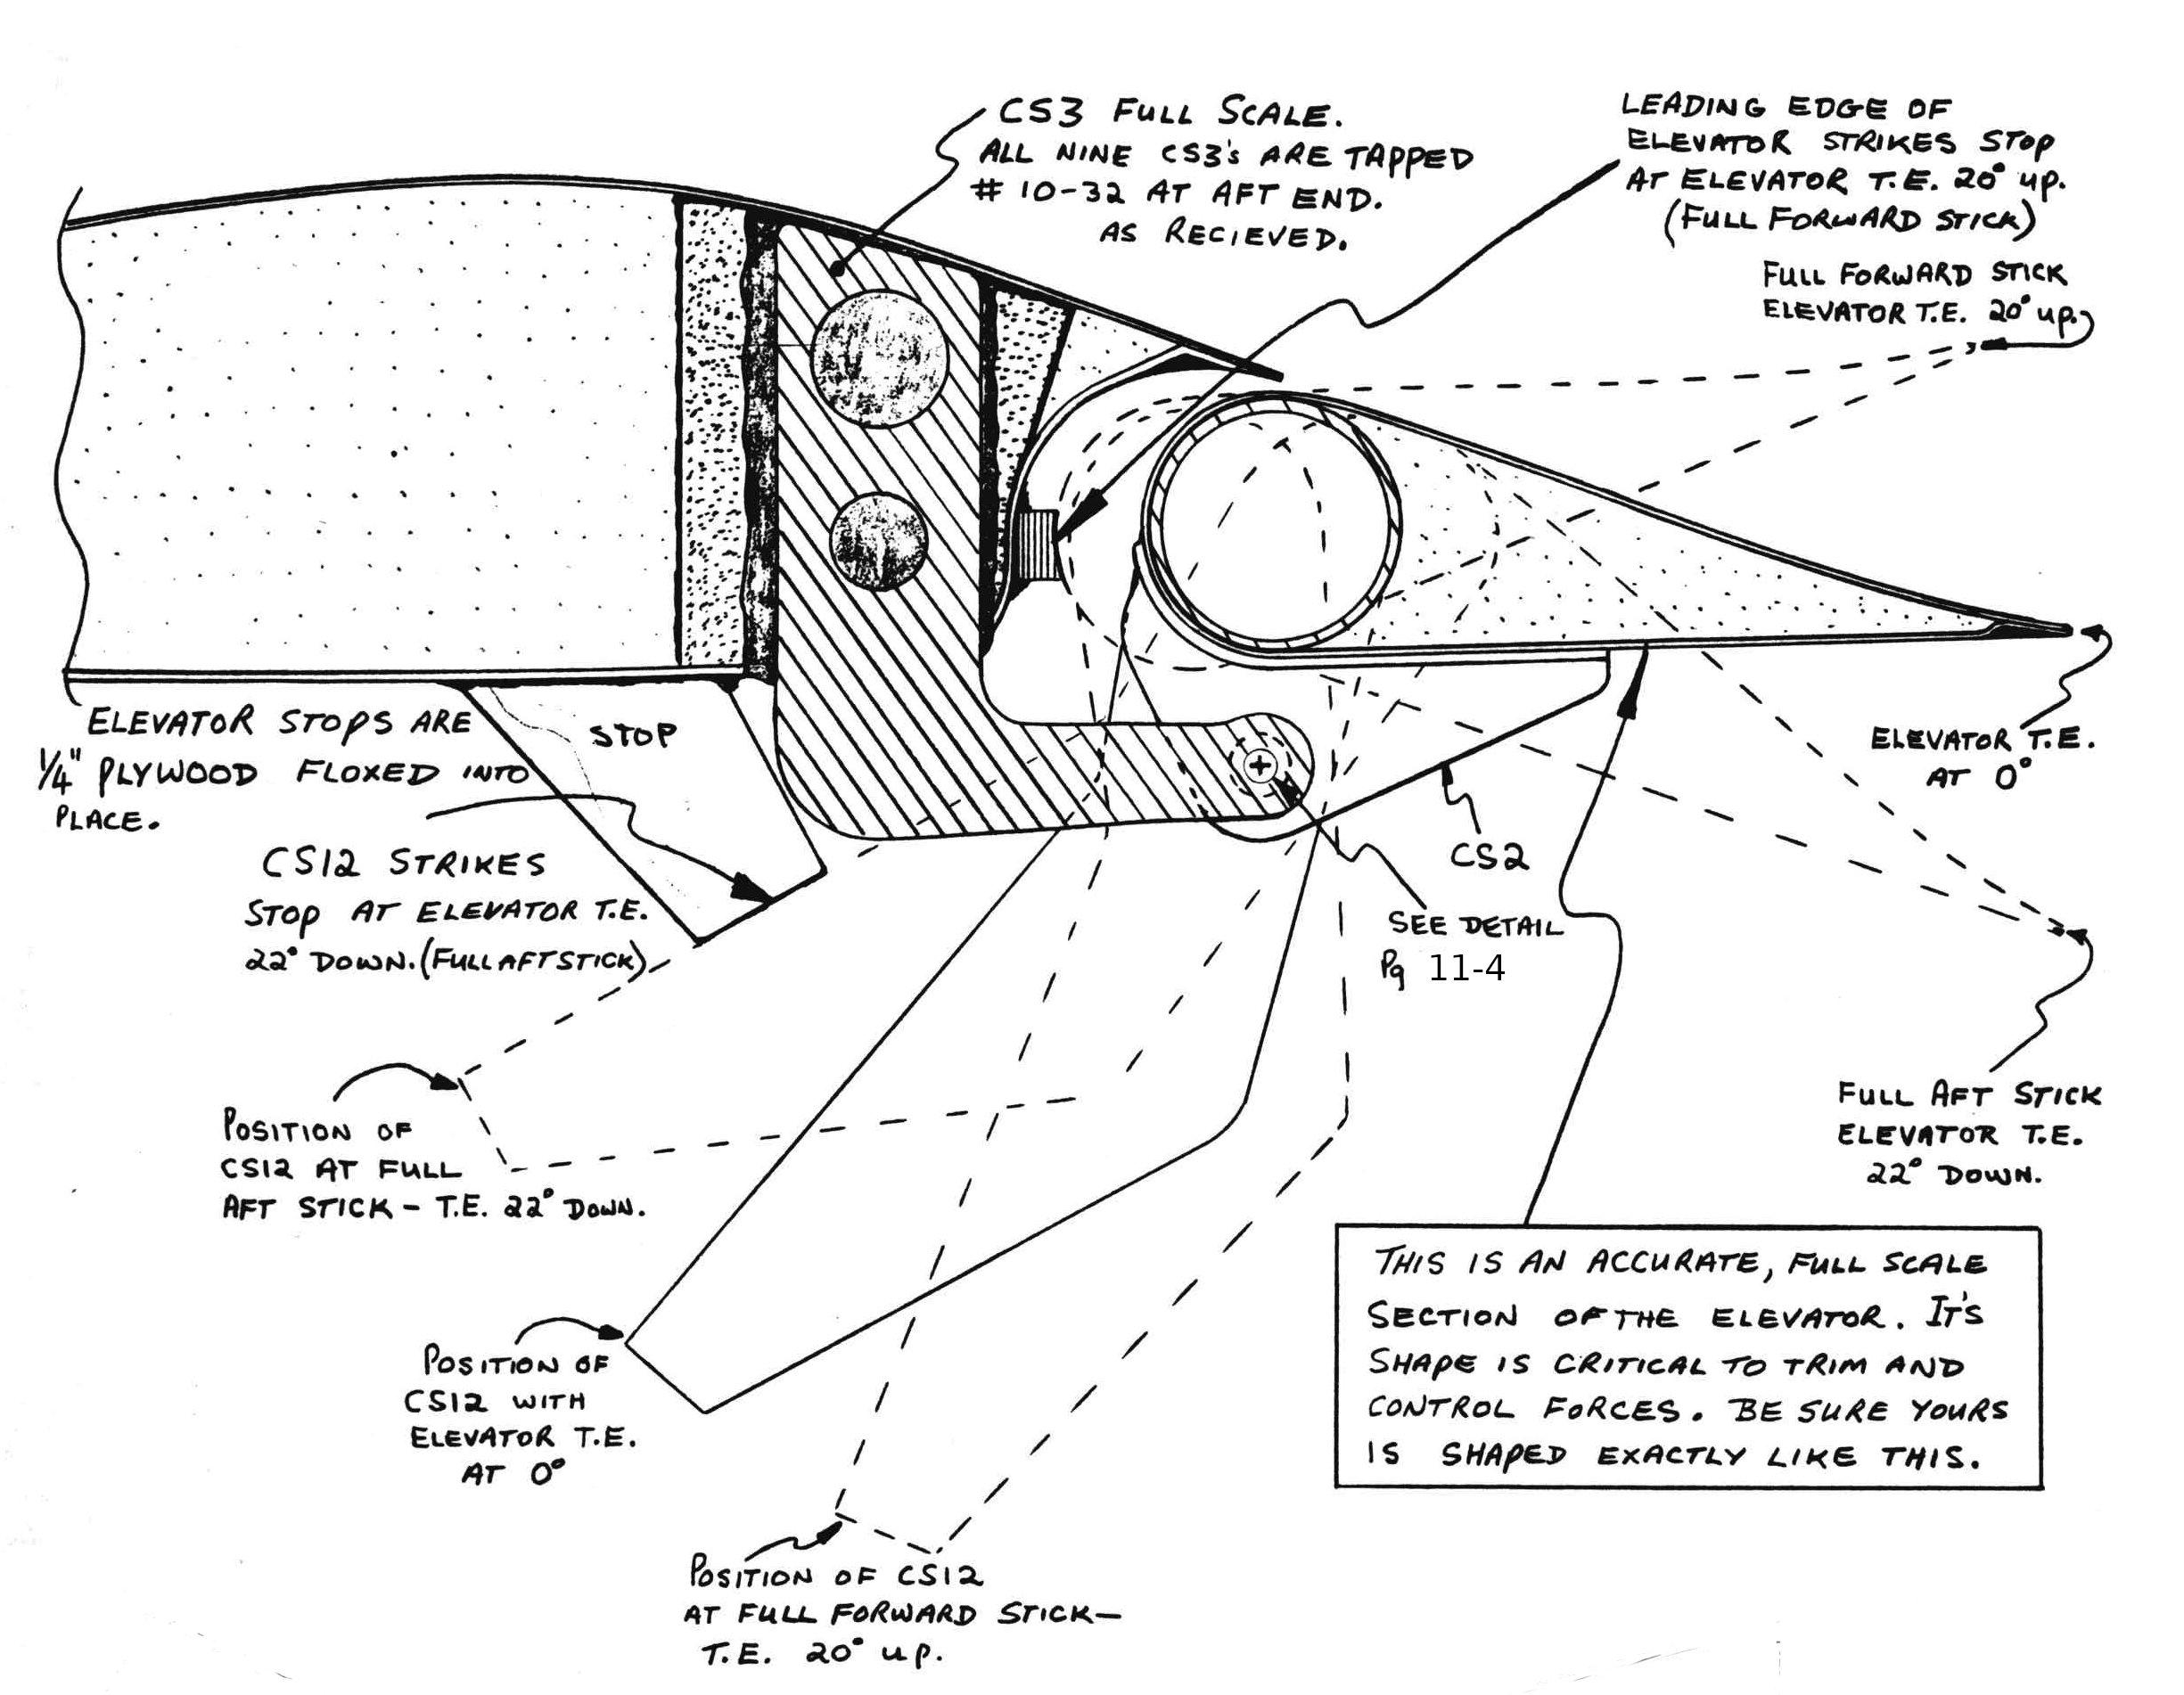 CS3 FULL SCALE.
ALL NINE CS3's ARE TAPPED
# 10-32 AT AFT END.
AS RECIEVED.
LEADING EDGE OF
ELEVATOR STRIKES STOP
AT ELEVATOR T.E. 20° UP.
(FULL FORWARD STICK)
FULL FORWARD STICK
ELEVATOR T.E. 20° UP.
ELEVATOR STOPS ARE
1/4" PLYWOOD FLOXED INTO
PLACE.
STOP
ELEVATOR T.E.
AT 0°
CS12 STRIKES
STOP AT ELEVATOR T.E.
22° DOWN. (FULL AFT STICK)
CS2
SEE DETAIL
Pg 11-4
POSITION OF
CS12 AT FULL
AFT STICK - T.E. 22° DOWN.
FULL AFT STICK
ELEVATOR T.E.
22° DOWN.
THIS IS AN ACCURATE, FULL SCALE
SECTION OF THE ELEVATOR. IT'S
SHAPE IS CRITICAL TO TRIM AND
CONTROL FORCES. BE SURE YOURS
IS SHAPED EXACTLY LIKE THIS.
POSITION OF
CS12 WITH
ELEVATOR T.E.
AT 0°
POSITION OF CS12
AT FULL FORWARD STICK—
T.E. 20° UP.